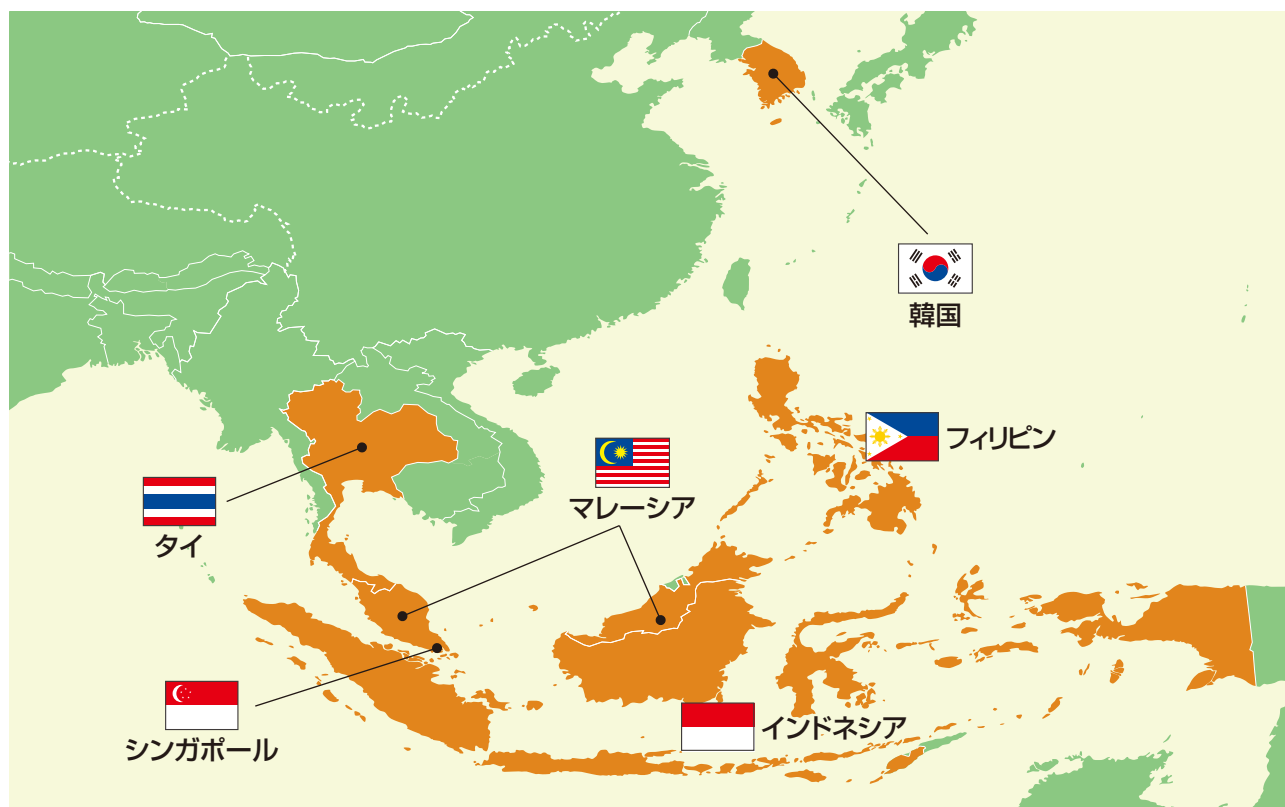 韓国
フィリピン
マレーシア
タイ
シンガポール
インドネシア